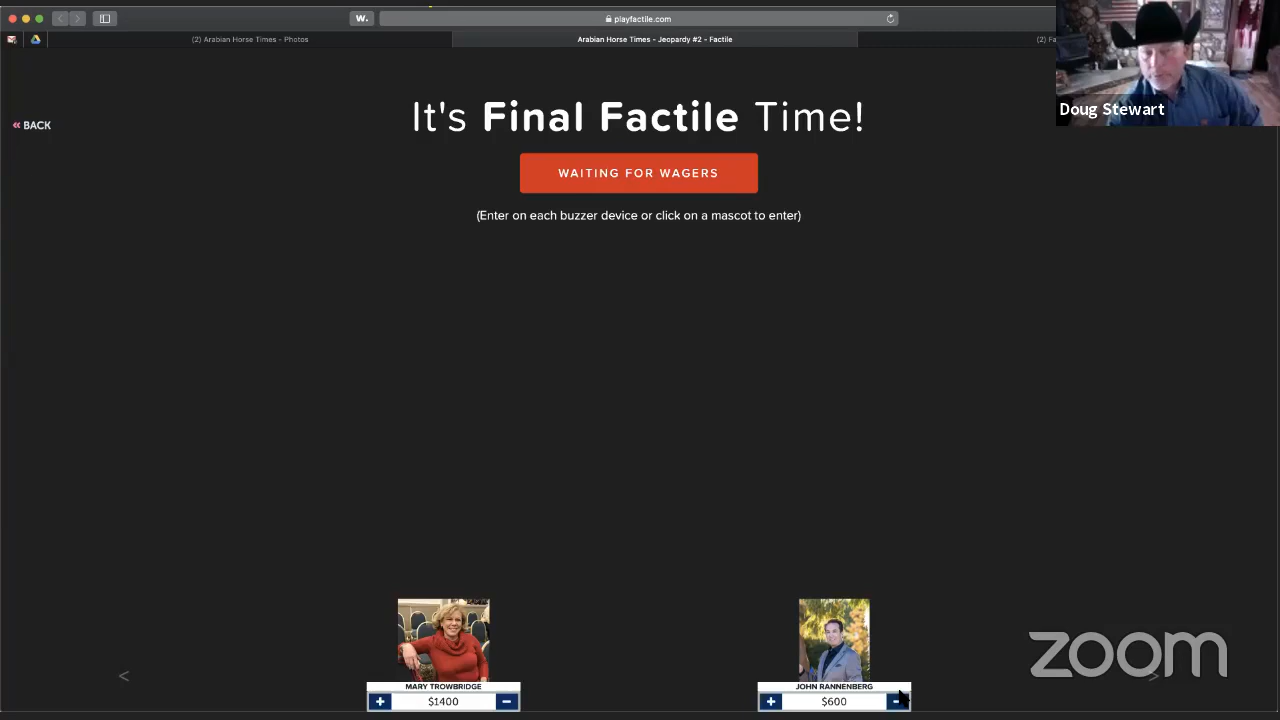 W.
playfactile.com
(2) Arabian Horse Times - Photos
Arabian Horse Times - Jeopardy #2 - Factile
(2) Fa
Doug Stewart
« BACK
It's Final Factile Time!
WAITING FOR WAGERS
(Enter on each buzzer device or click on a mascot to enter)
zoom
< >
MARY TROWBRIDGE
JOHN RANNENBERG
+ $1400 −
+ $600 −